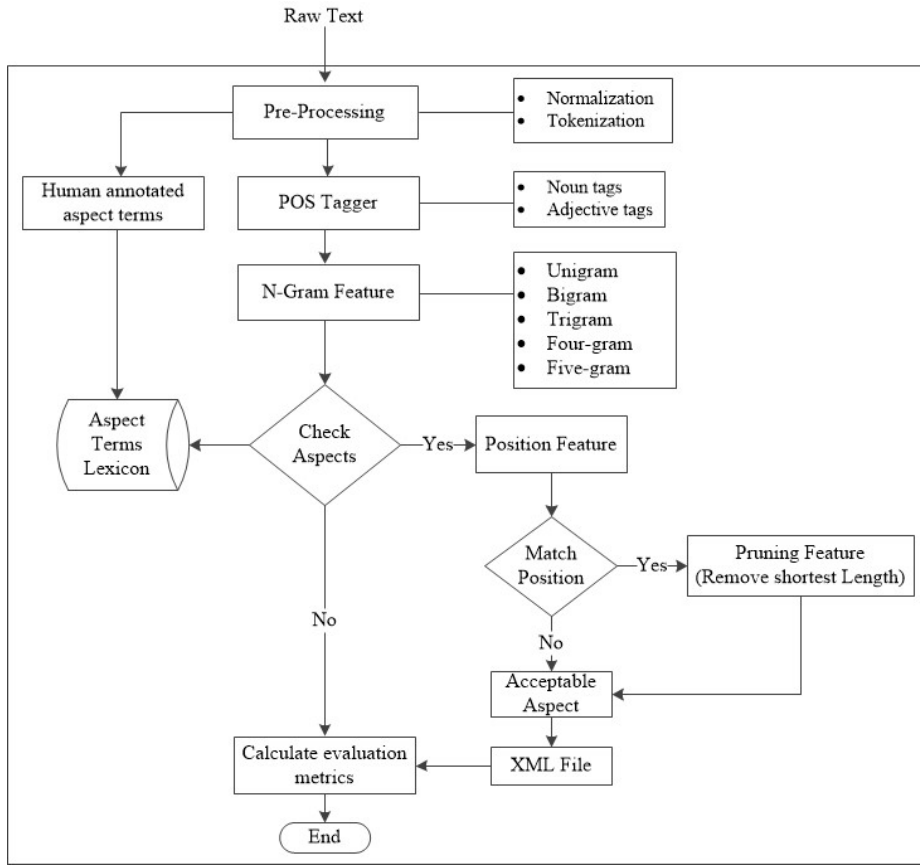 Raw Text
Pre-Processing
• Normalization
• Tokenization
Human annotated
aspect terms
POS Tagger
• Noun tags
• Adjective tags
N-Gram Feature
• Unigram
• Bigram
• Trigram
• Four-gram
• Five-gram
Aspect
Terms
Lexicon
Check
Aspects
Yes
Position Feature
Match
Position
Yes
Pruning Feature
(Remove shortest Length)
No
No
Acceptable
Aspect
Calculate evaluation
metrics
XML File
End